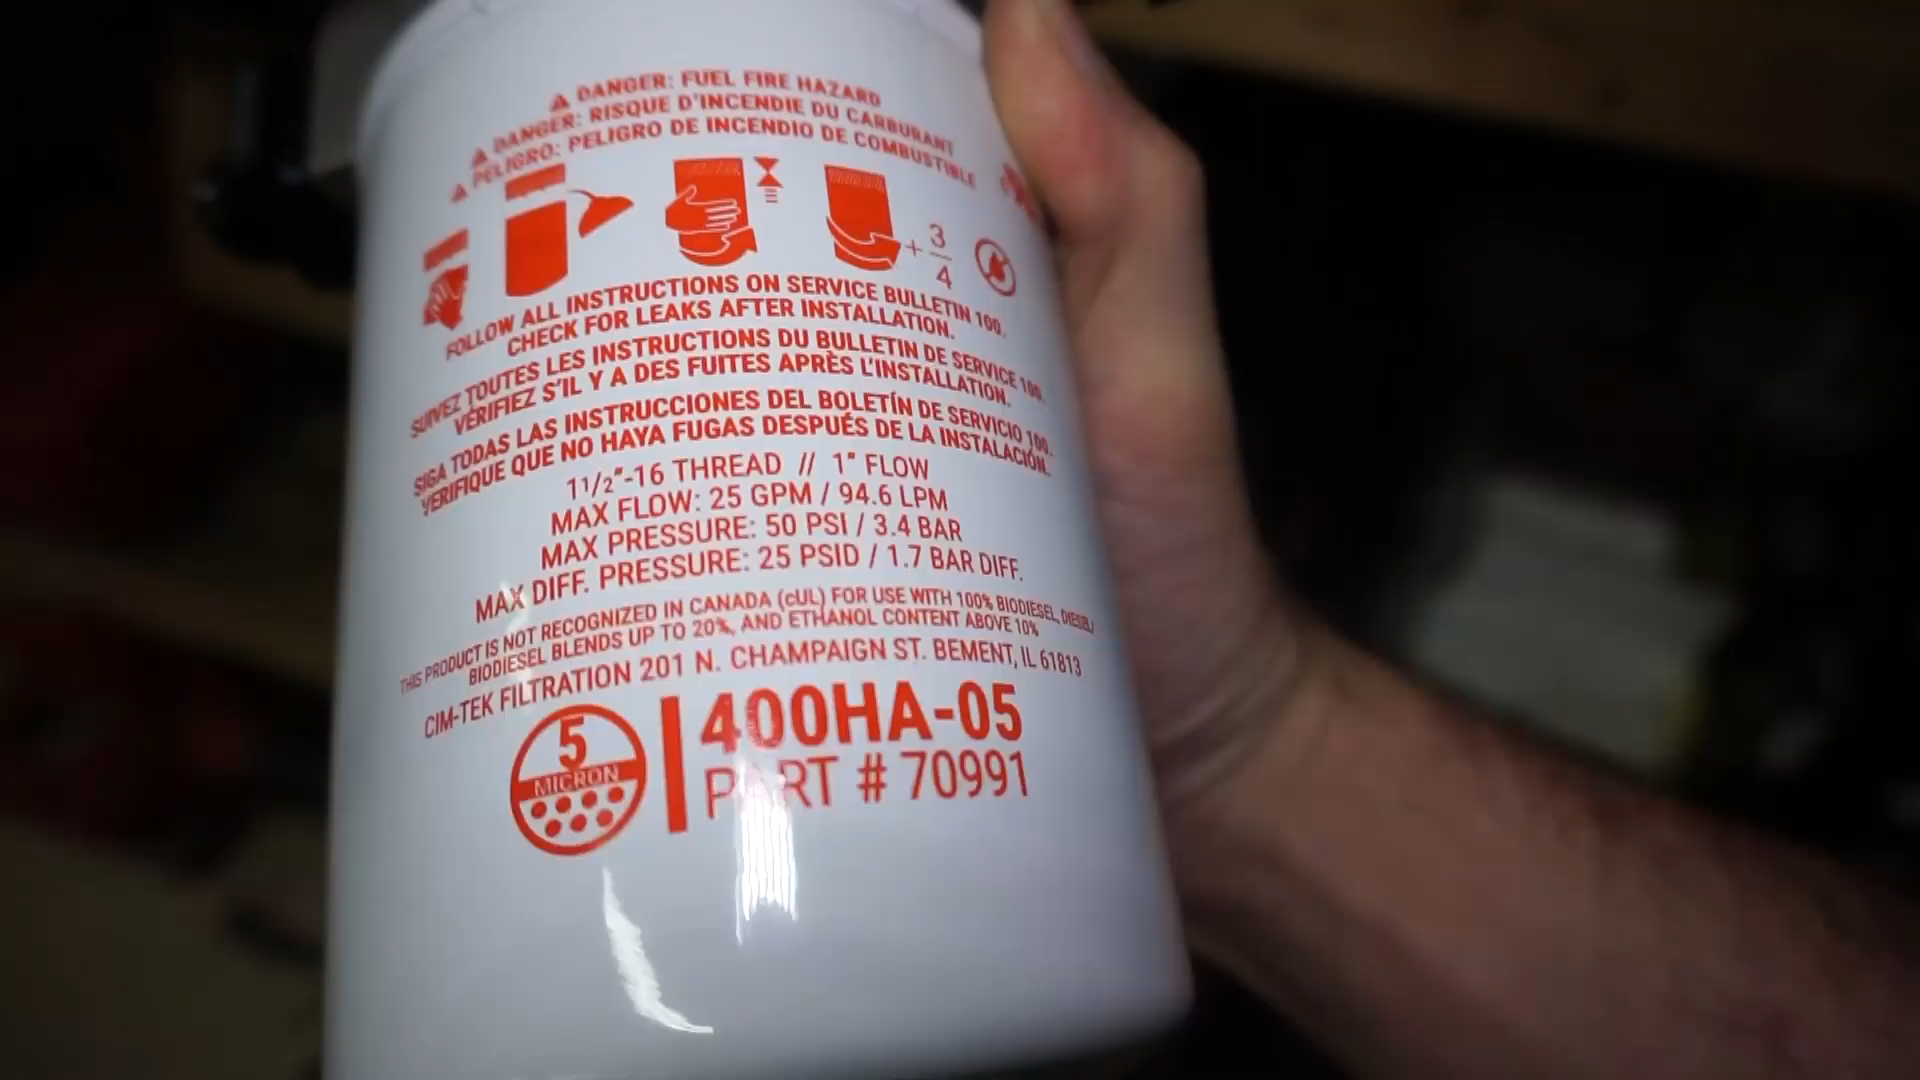 ⚠ DANGER: FUEL FIRE HAZARD
⚠ DANGER: RISQUE D'INCENDIE DU CARBURANT
⚠ PELIGRO: PELIGRO DE INCENDIO DE COMBUSTIBLE
+ 3/4
FOLLOW ALL INSTRUCTIONS ON SERVICE BULLETIN 100.
CHECK FOR LEAKS AFTER INSTALLATION.
SUIVEZ TOUTES LES INSTRUCTIONS DU BULLETIN DE SERVICE 100.
VÉRIFIEZ S'IL Y A DES FUITES APRÈS L'INSTALLATION.
SIGA TODAS LAS INSTRUCCIONES DEL BOLETÍN DE SERVICIO 100.
VERIFIQUE QUE NO HAYA FUGAS DESPUÉS DE LA INSTALACIÓN.
1 1/2"-16 THREAD // 1" FLOW
MAX FLOW: 25 GPM / 94.6 LPM
MAX PRESSURE: 50 PSI / 3.4 BAR
MAX DIFF. PRESSURE: 25 PSID / 1.7 BAR DIFF.
THIS PRODUCT IS NOT RECOGNIZED IN CANADA (cUL) FOR USE WITH 100% BIODIESEL, DIESEL/
BIODIESEL BLENDS UP TO 20%, AND ETHANOL CONTENT ABOVE 10%
CIM-TEK FILTRATION 201 N. CHAMPAIGN ST. BEMENT, IL 61813
5
MICRON
400HA-05
PART # 70991